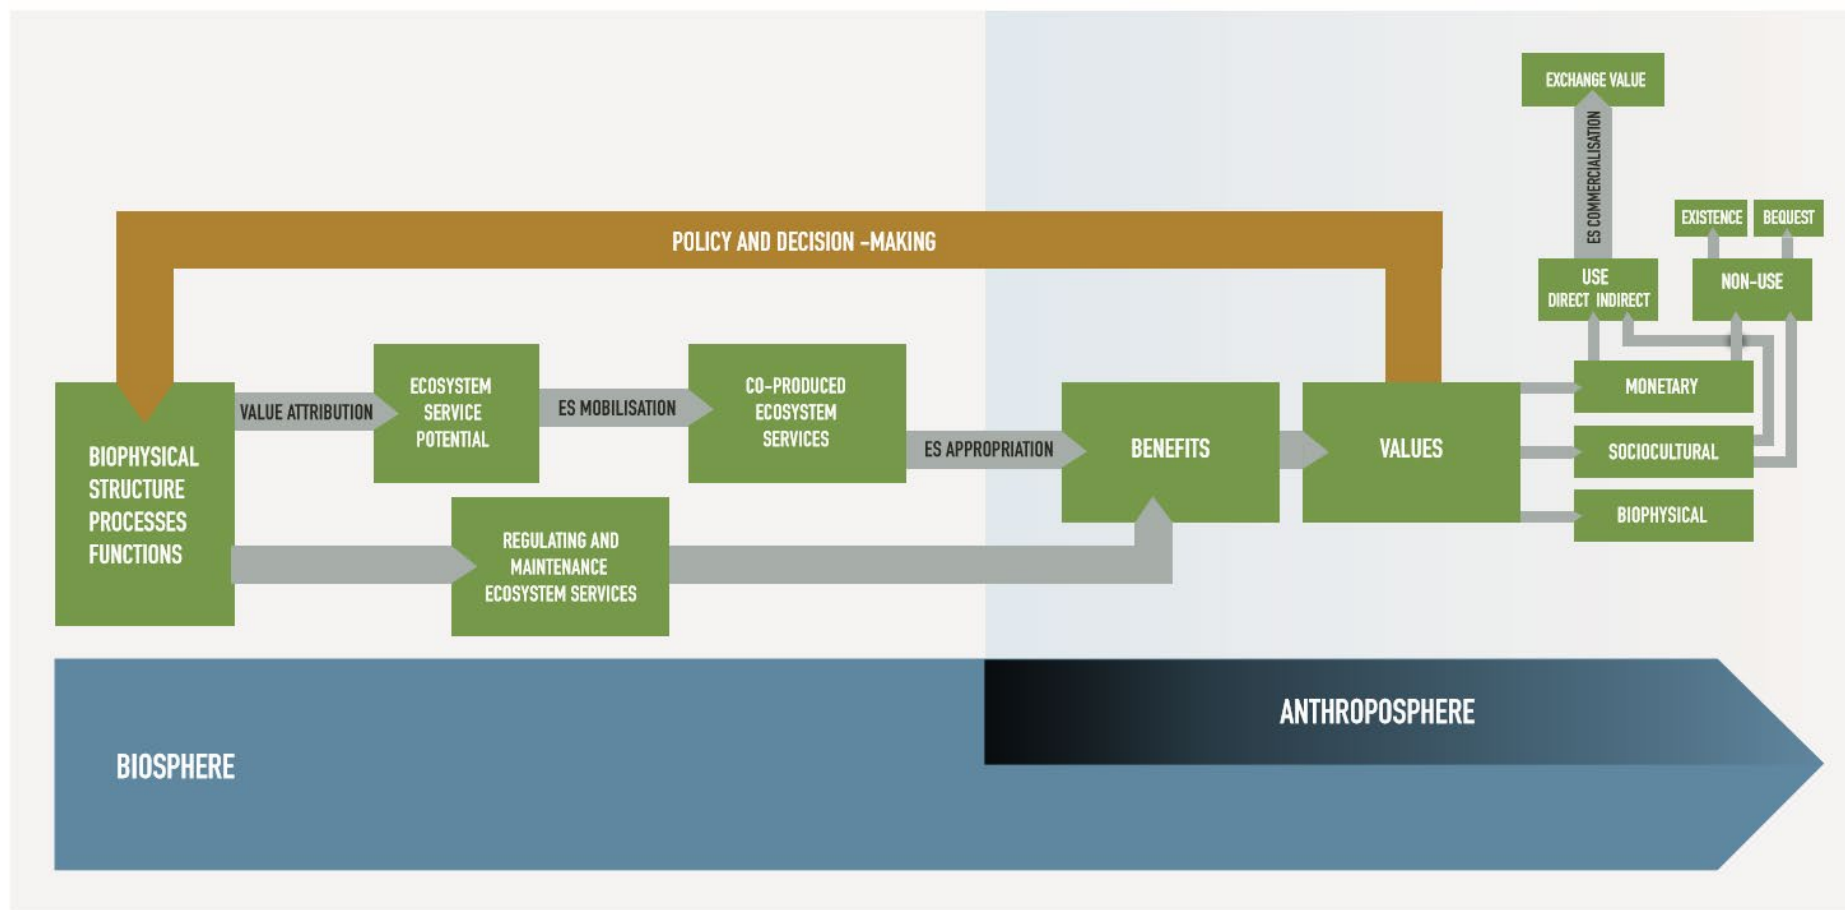 EXCHANGE VALUE
ES COMMERCIALISATION
EXISTENCE
BEQUEST
POLICY AND DECISION -MAKING
USE
DIRECT INDIRECT
NON-USE
ECOSYSTEM
SERVICE
POTENTIAL
CO-PRODUCED
ECOSYSTEM
SERVICES
VALUE ATTRIBUTION
ES MOBILISATION
MONETARY
BIOPHYSICAL
STRUCTURE
PROCESSES
FUNCTIONS
ES APPROPRIATION
BENEFITS
VALUES
SOCIOCULTURAL
BIOPHYSICAL
REGULATING AND
MAINTENANCE
ECOSYSTEM SERVICES
ANTHROPOSPHERE
BIOSPHERE